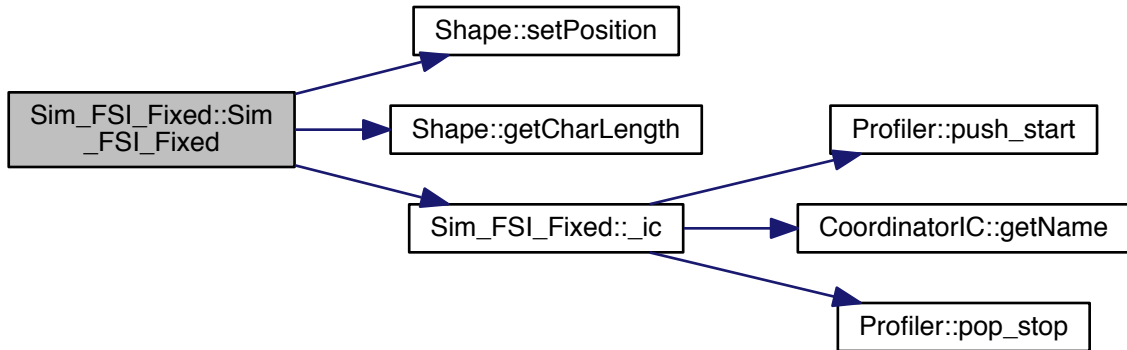 Shape::setPosition
Sim_FSI_Fixed::Sim
_FSI_Fixed
Shape::getCharLength
Profiler::push_start
Sim_FSI_Fixed::_ic
CoordinatorIC::getName
Profiler::pop_stop